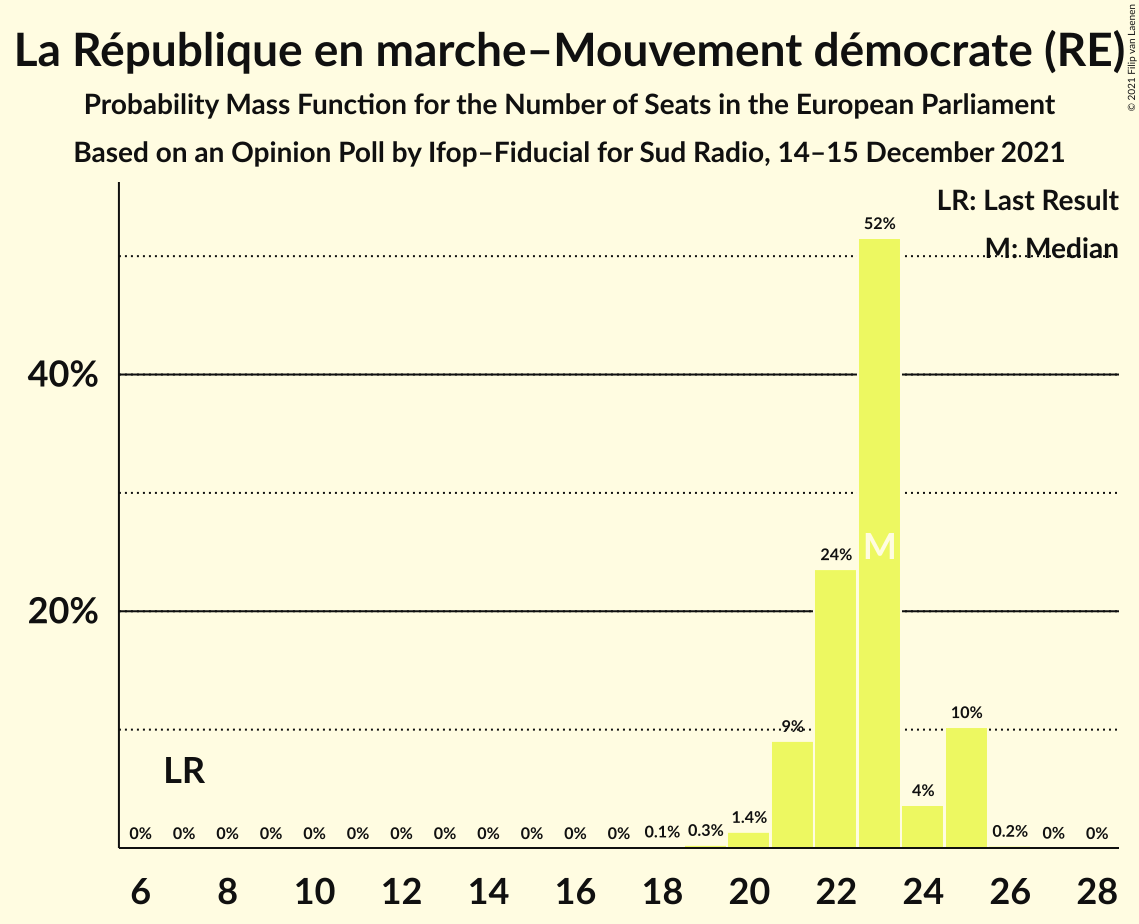 La République en marche–Mouvement démocrate (RE)
Probability Mass Function for the Number of Seats in the European Parliament
Based on an Opinion Poll by Ifop–Fiducial for Sud Radio, 14–15 December 2021
© 2021 Filip van Laenen
LR: Last Result
M: Median
52%
40%
24%
M
20%
10%
9%
LR
4%
1.4%
0% 0% 0% 0% 0% 0% 0% 0% 0% 0% 0% 0% 0.1% 0.3% 0.2% 0% 0%
6 8 10 12 14 16 18 20 22 24 26 28